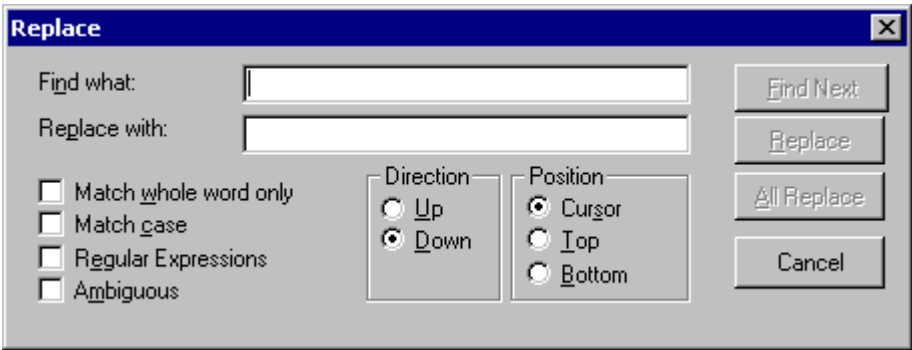 Replace
Find what:
Find Next
Replace with:
Replace
Match whole word only
Match case
Regular Expressions
Ambiguous
Direction
Up
Down
Position
Cursor
Top
Bottom
All Replace
Cancel